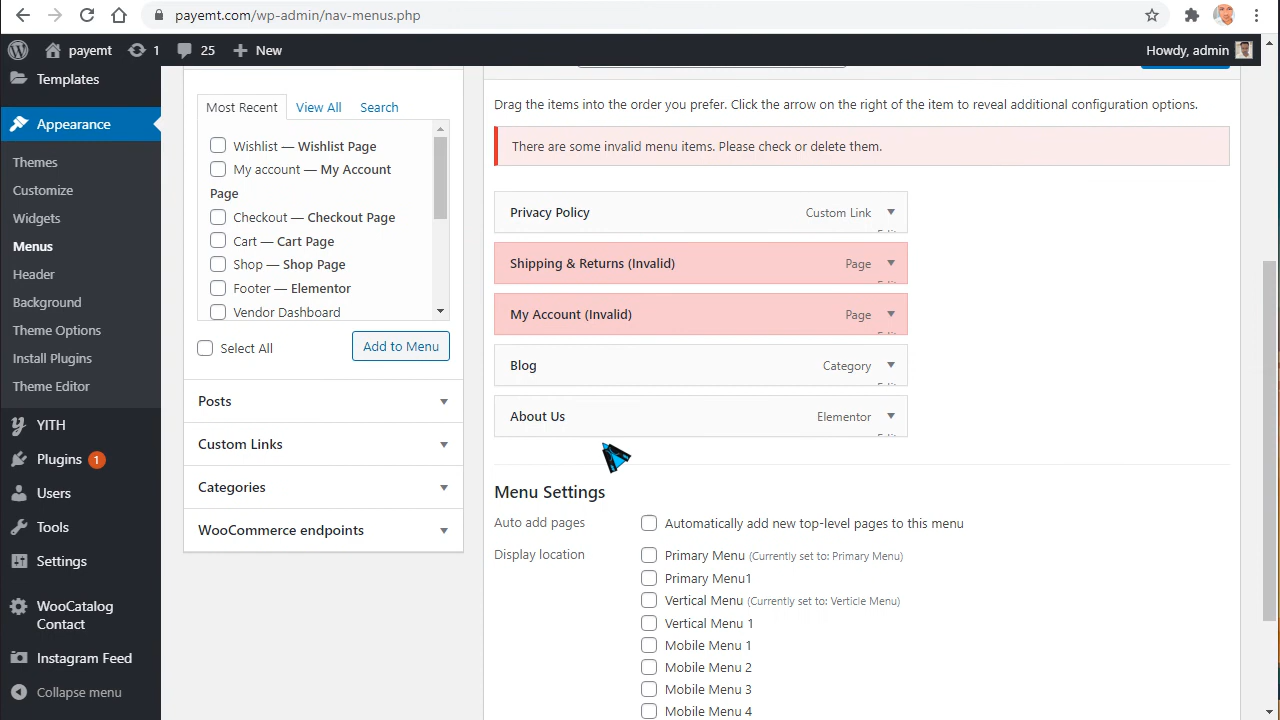 payemt.com/wp-admin/nav-menus.php
payemt
1
25
New
Howdy, admin
Templates
Appearance
Themes
Customize
Widgets
Menus
Header
Background
Theme Options
Install Plugins
Theme Editor
YITH
Plugins 1
Users
Tools
Settings
WooCatalog
Contact
Instagram Feed
Collapse menu
Most Recent
View All
Search
Wishlist — Wishlist Page
My account — My Account
Page
Checkout — Checkout Page
Cart — Cart Page
Shop — Shop Page
Footer — Elementor
Vendor Dashboard
Select All
Add to Menu
Posts
Custom Links
Categories
WooCommerce endpoints
Drag the items into the order you prefer. Click the arrow on the right of the item to reveal additional configuration options.
There are some invalid menu items. Please check or delete them.
Privacy Policy Custom Link
Shipping & Returns (Invalid) Page
My Account (Invalid) Page
Blog Category
About Us Elementor
Menu Settings
Auto add pages
Automatically add new top-level pages to this menu
Display location
Primary Menu (Currently set to: Primary Menu)
Primary Menu1
Vertical Menu (Currently set to: Verticle Menu)
Vertical Menu 1
Mobile Menu 1
Mobile Menu 2
Mobile Menu 3
Mobile Menu 4